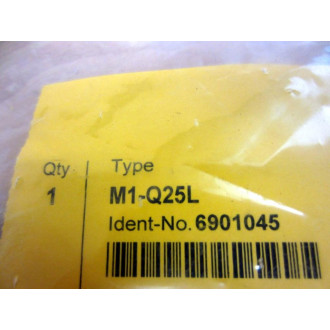 Qty Type
1 M1-Q25L
Ident-No. 6901045